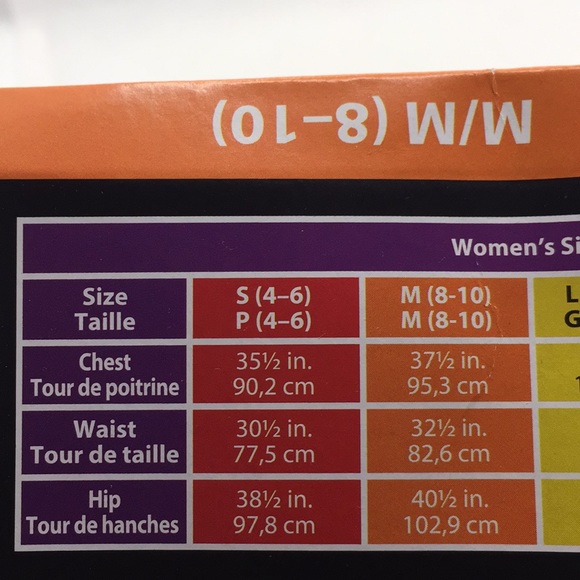 M/M (8–10)
Women's Si
Size
Taille
S (4–6)
P (4–6)
M (8-10)
M (8-10)
L
G
Chest
Tour de poitrine
35½ in.
90,2 cm
37½ in.
95,3 cm
1
Waist
Tour de taille
30½ in.
77,5 cm
32½ in.
82,6 cm
Hip
Tour de hanches
38½ in.
97,8 cm
40½ in.
102,9 cm